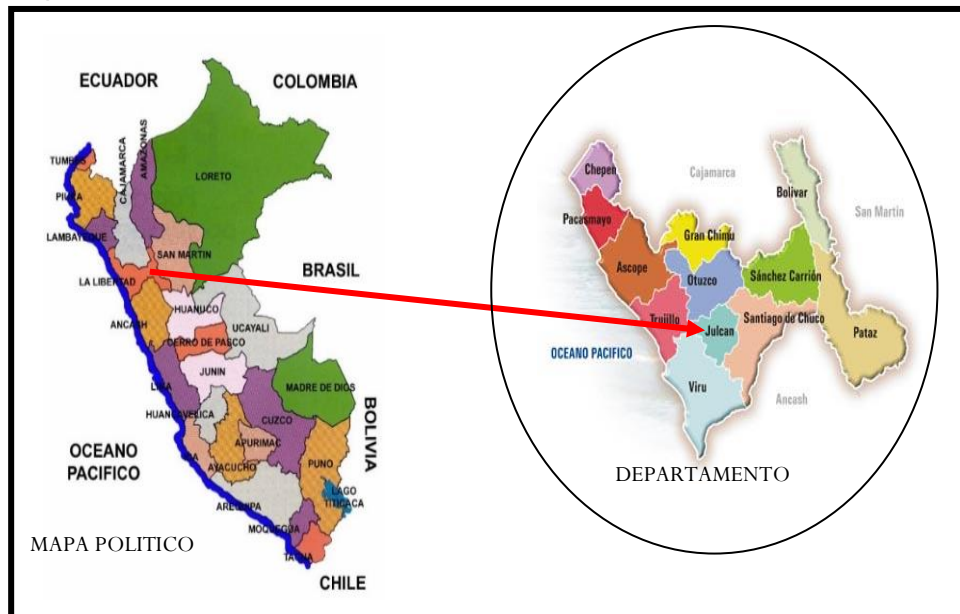 ECUADOR
COLOMBIA
TUMBES
PIURA
CAJAMARCA
AMAZONAS
LORETO
LAMBAYEQUE
SAN MARTIN
BRASIL
LA LIBERTAD
HUANUCO
ANCASH
UCAYALI
CERRO DE PASCO
JUNIN
LIMA
MADRE DE DIOS
HUANCAVELICA
CUZCO
BOLIVIA
OCEANO
PACIFICO
APURIMAC
AYACUCHO
PUNO
LAGO
TITICACA
AREQUIPA
MOQUEGUA
TACNA
MAPA POLITICO
CHILE
Chepen
Cajamarca
Bolivar
San Martin
Pacasmayo
Gran Chimu
Ascope
Otuzco
Sánchez Carrión
Trujillo
Julcan
Santiago de Chuco
Pataz
OCEANO PACIFICO
Viru
Ancash
DEPARTAMENTO